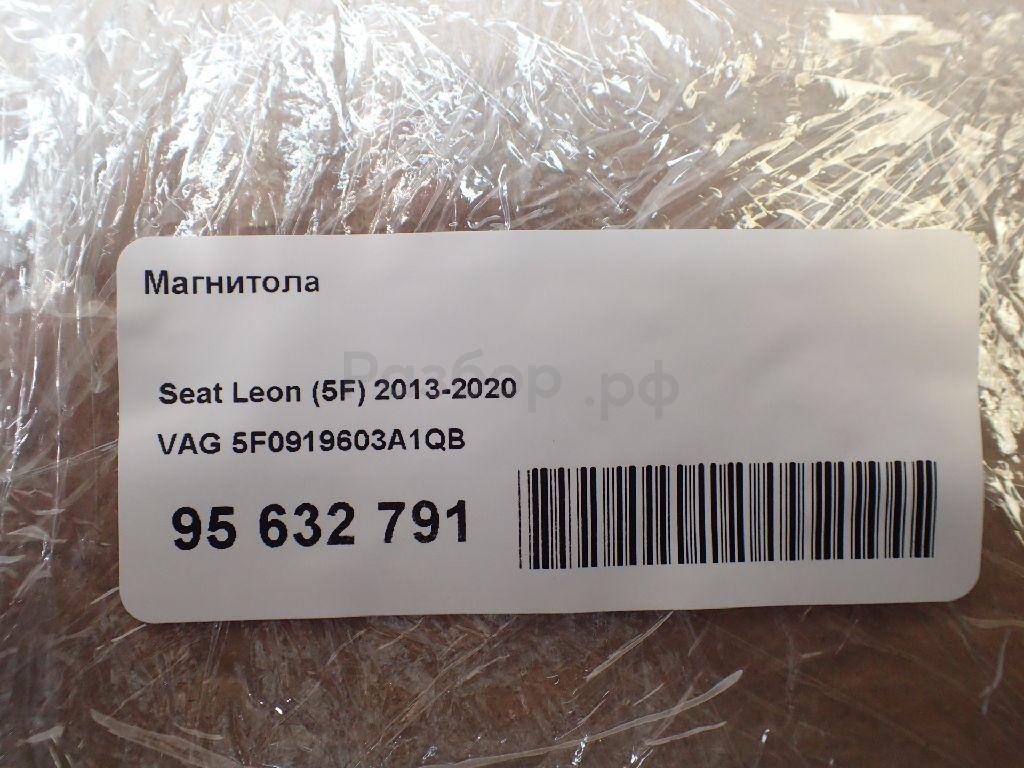 Магнитола
Разбор.рф
Seat Leon (5F) 2013-2020
VAG 5F0919603A1QB
95 632 791